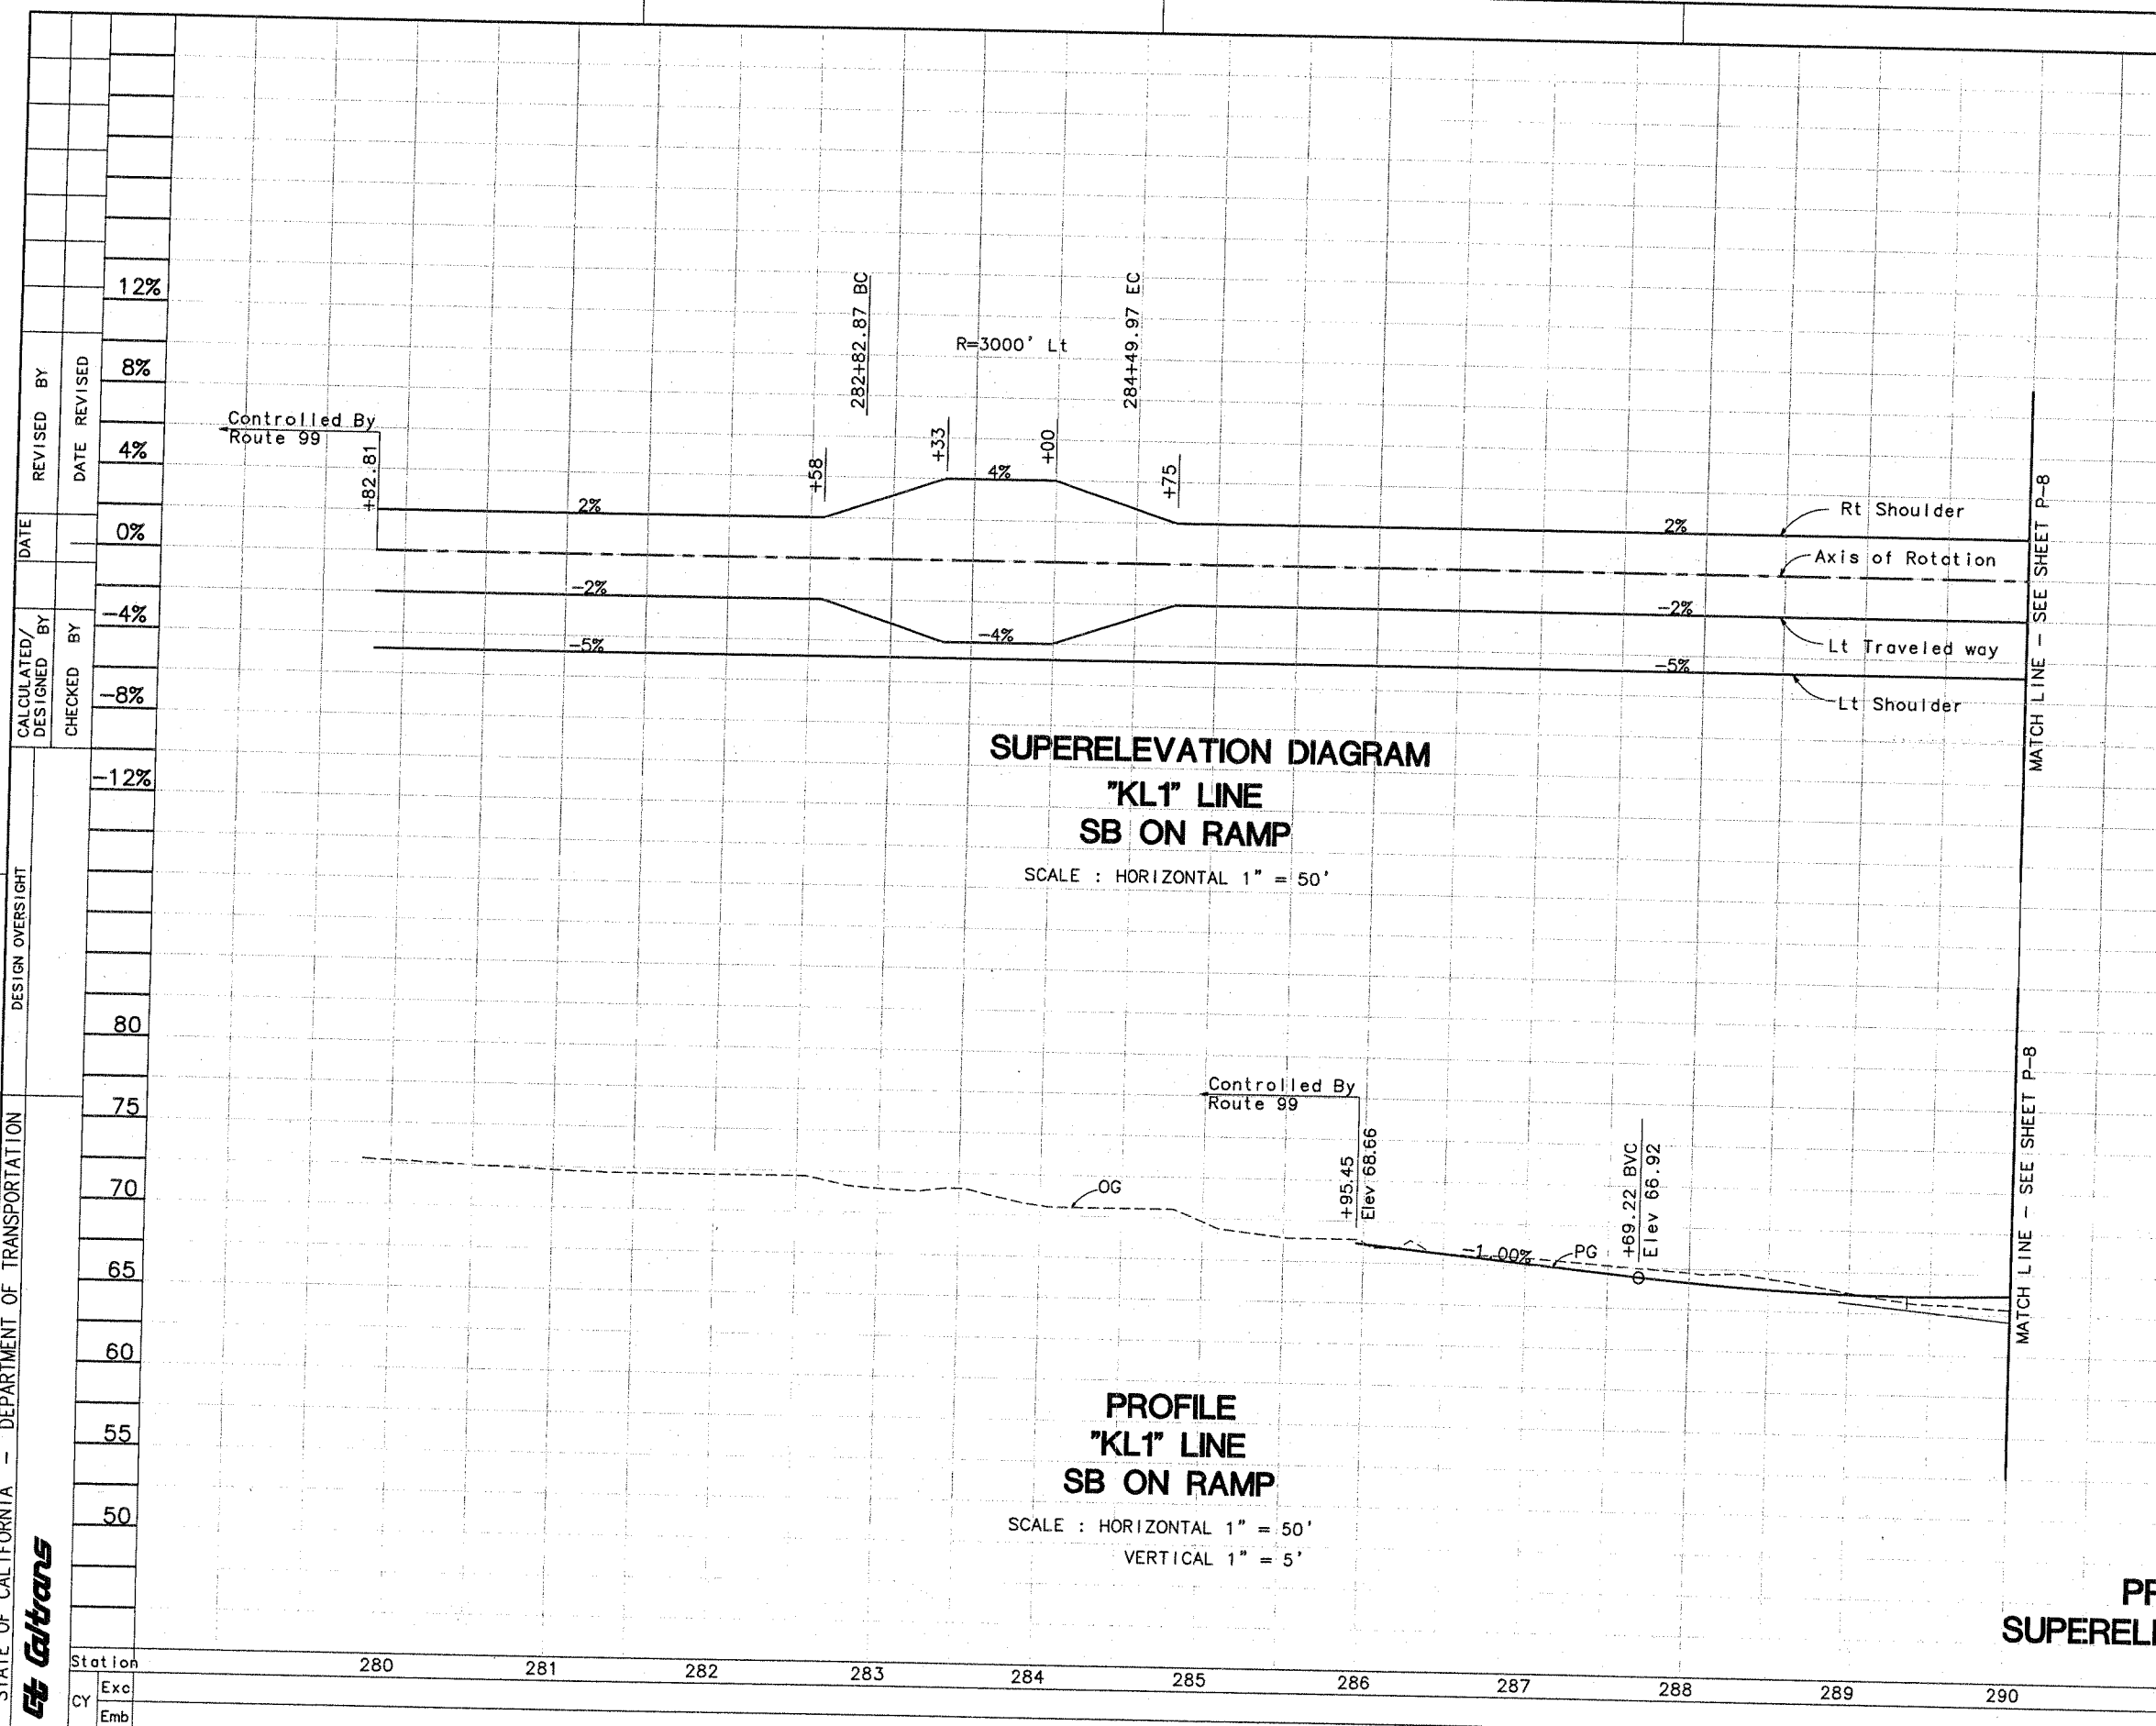 12%
8%
4%
0%
-4%
-8%
-12%
80
75
70
65
60
55
50
REVISED BY
DATE REVISED
DATE
CALCULATED/
DESIGNED BY
CHECKED BY
DESIGN OVERSIGHT
STATE OF CALIFORNIA - DEPARTMENT OF TRANSPORTATION
Ct Caltrans
Controlled By
Route 99
+82.81
+58
282+82.87 BC
R=3000' Lt
+33
+00
284+49.97 EC
+75
2%
4%
2%
-2%
-4%
-2%
-5%
-5%
Rt Shoulder
Axis of Rotation
Lt Traveled way
Lt Shoulder
MATCH LINE - SEE SHEET P-8
SUPERELEVATION DIAGRAM
"KL1" LINE
SB ON RAMP
SCALE : HORIZONTAL 1" = 50'
Controlled By
Route 99
+95.45
Elev 68.66
OG
-1.00%
PG
+69.22 BVC
Elev 66.92
MATCH LINE - SEE SHEET P-8
PROFILE
"KL1" LINE
SB ON RAMP
SCALE : HORIZONTAL 1" = 50'
VERTICAL 1" = 5'
Station
280 281 282 283 284 285 286 287 288 289 290
CY
Exc
Emb